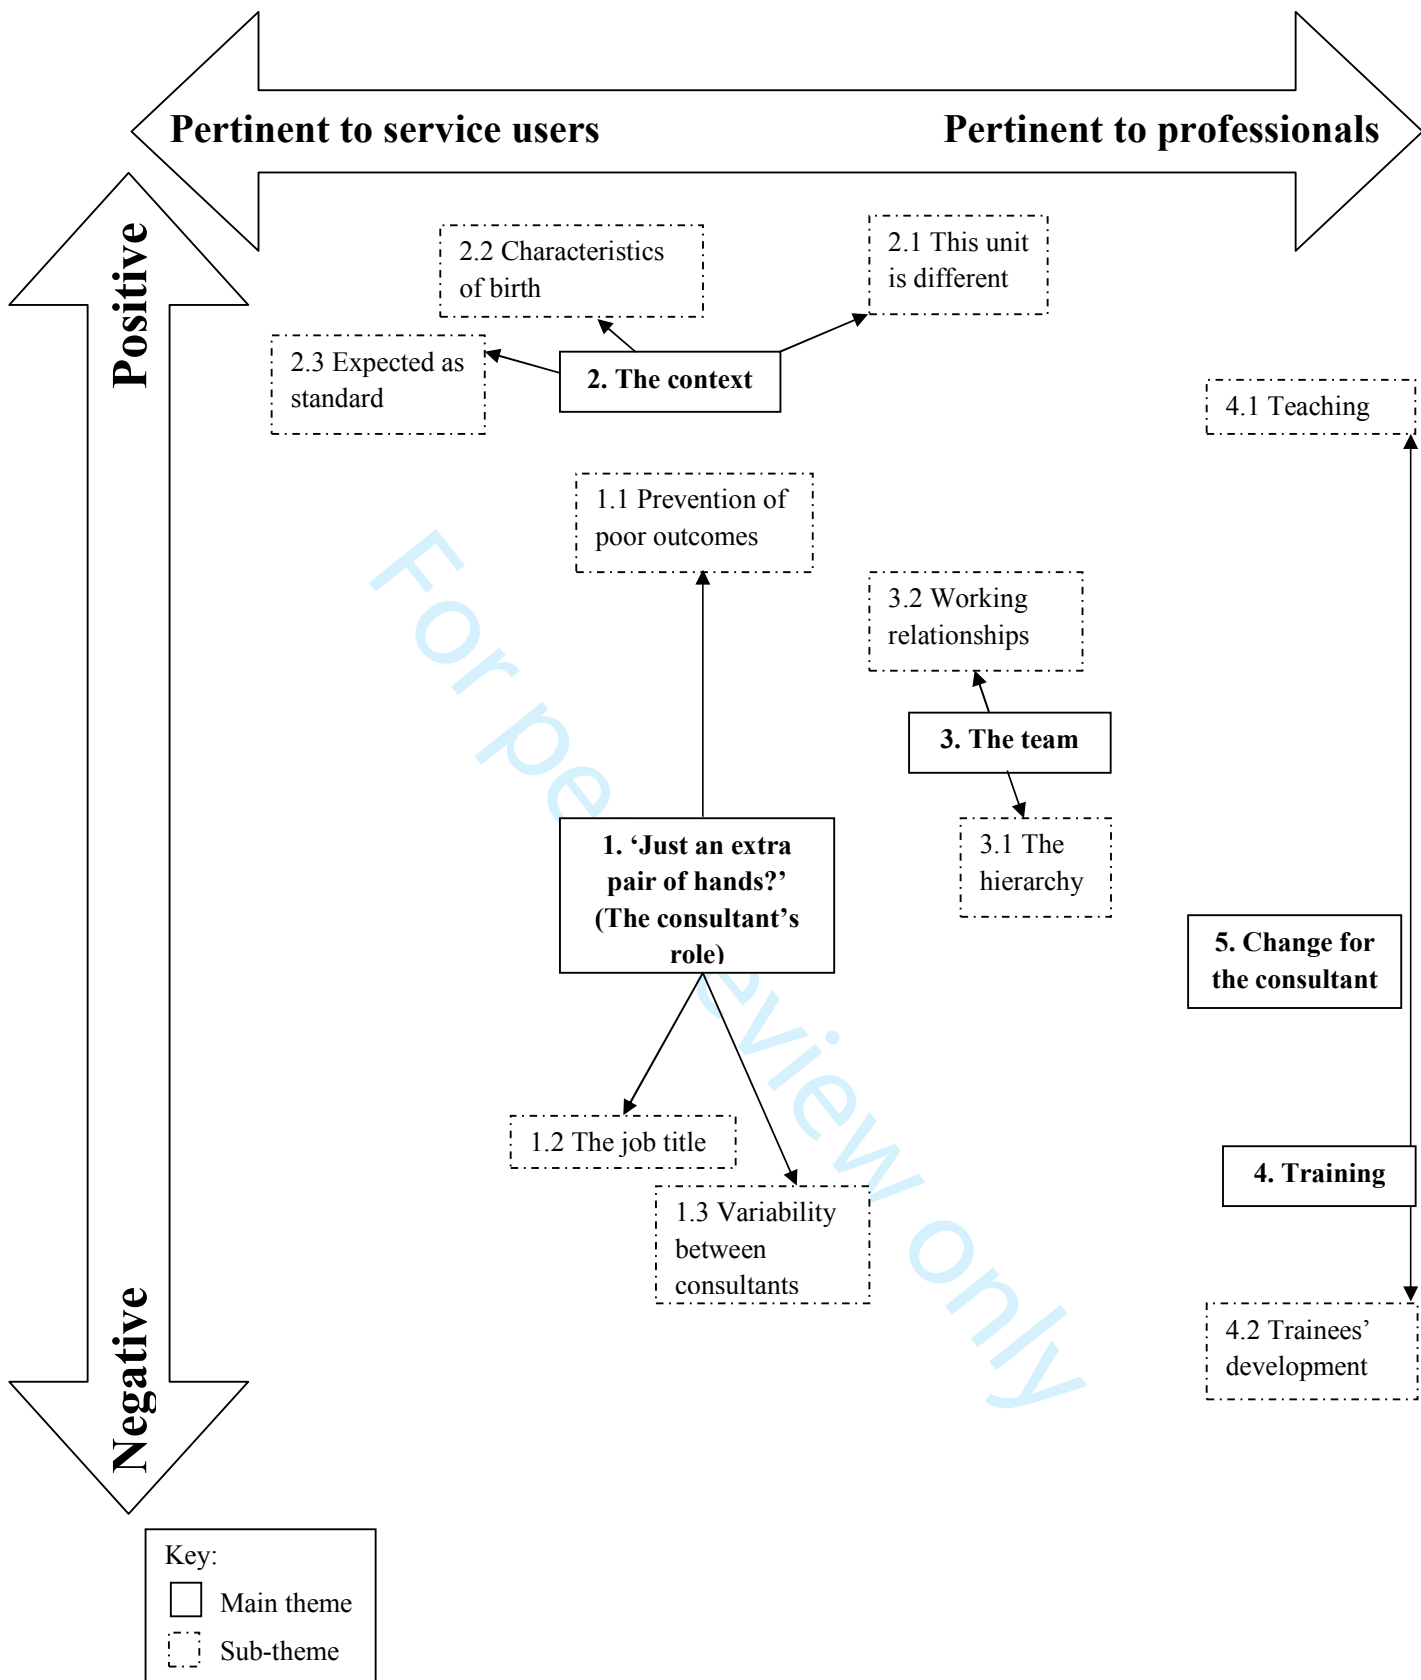 Pertinent to service users
Pertinent to professionals
Positive
Negative
2.2 Characteristics
of birth
2.1 This unit
is different
2.3 Expected as
standard
2. The context
4.1 Teaching
1.1 Prevention of
poor outcomes
3.2 Working
relationships
3. The team
3.1 The
hierarchy
1. ‘Just an extra
pair of hands?’
(The consultant’s
role)
5. Change for
the consultant
1.2 The job title
4. Training
1.3 Variability
between
consultants
4.2 Trainees’
development
Key:
Main theme
Sub-theme
For pe eview only